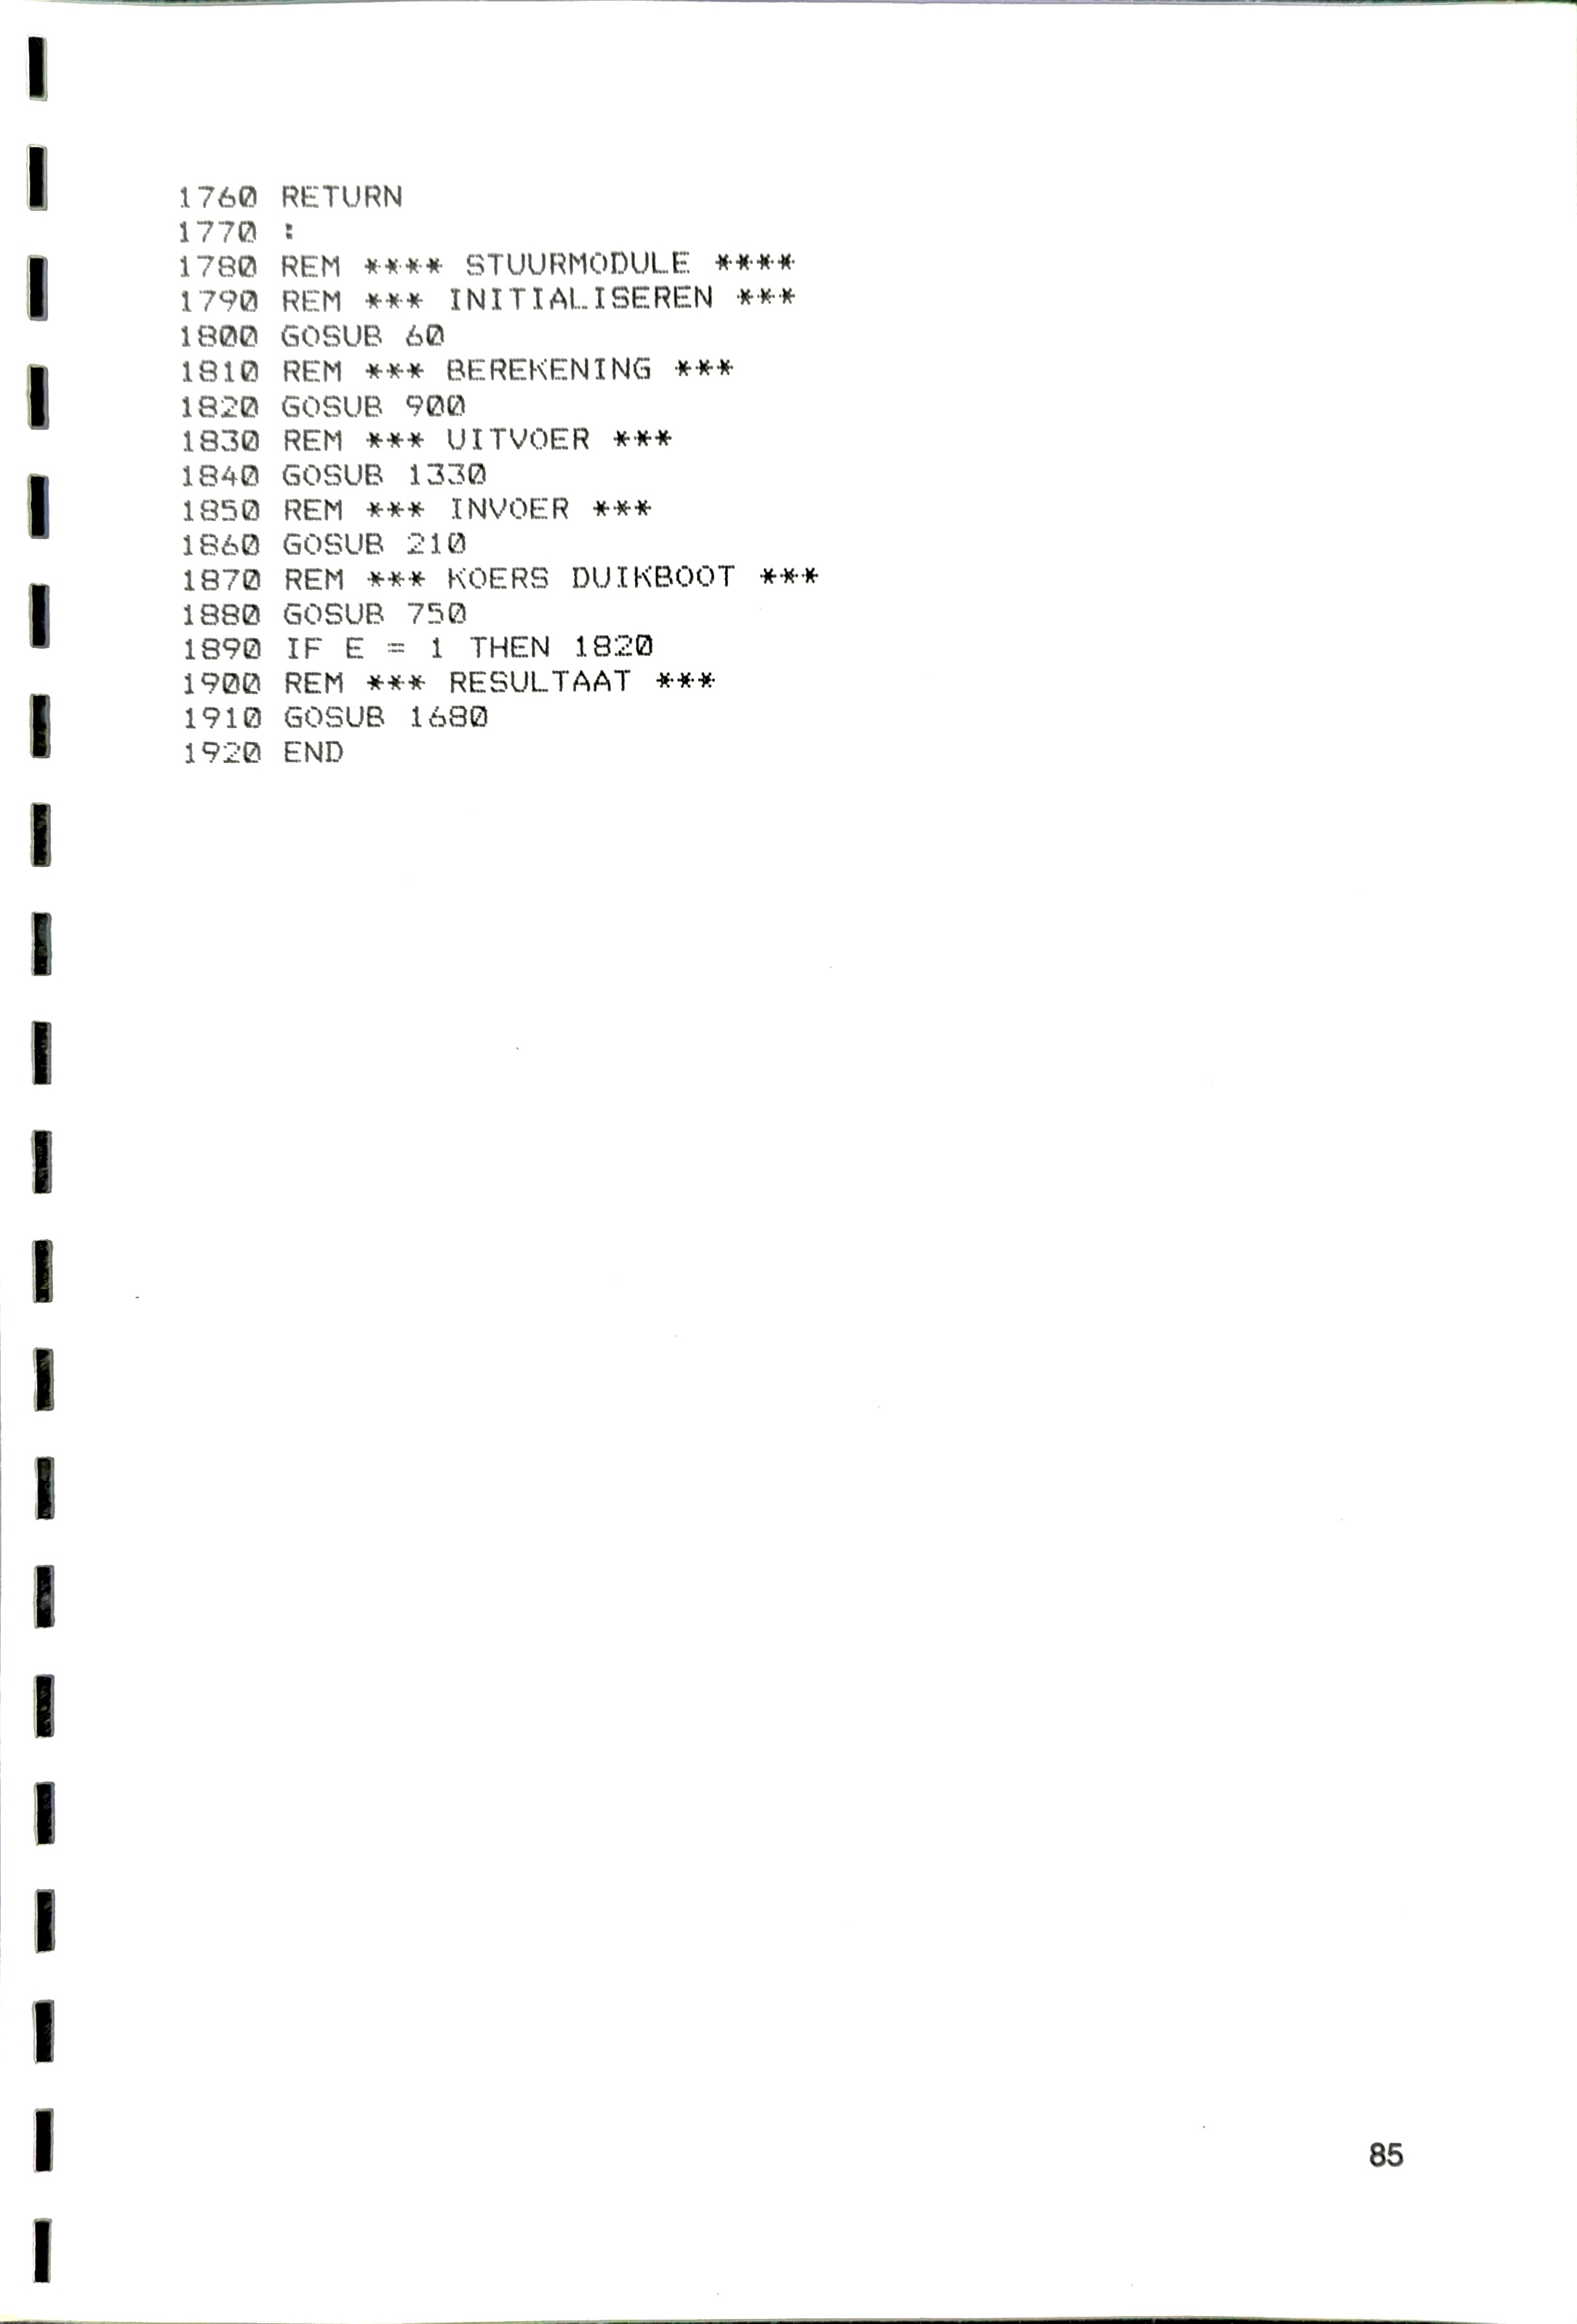 1760 RETURN
1770 :
1780 REM **** STUURMODULE ****
1790 REM *** INITIALISEREN ***
1800 GOSUB 60
1810 REM *** BEREKENING ***
1820 GOSUB 900
1830 REM *** UITVOER ***
1840 GOSUB 1330
1850 REM *** INVOER ***
1860 GOSUB 210
1870 REM *** KOERS DUIKBOOT ***
1880 GOSUB 750
1890 IF E = 1 THEN 1820
1900 REM *** RESULTAAT ***
1910 GOSUB 1680
1920 END
85